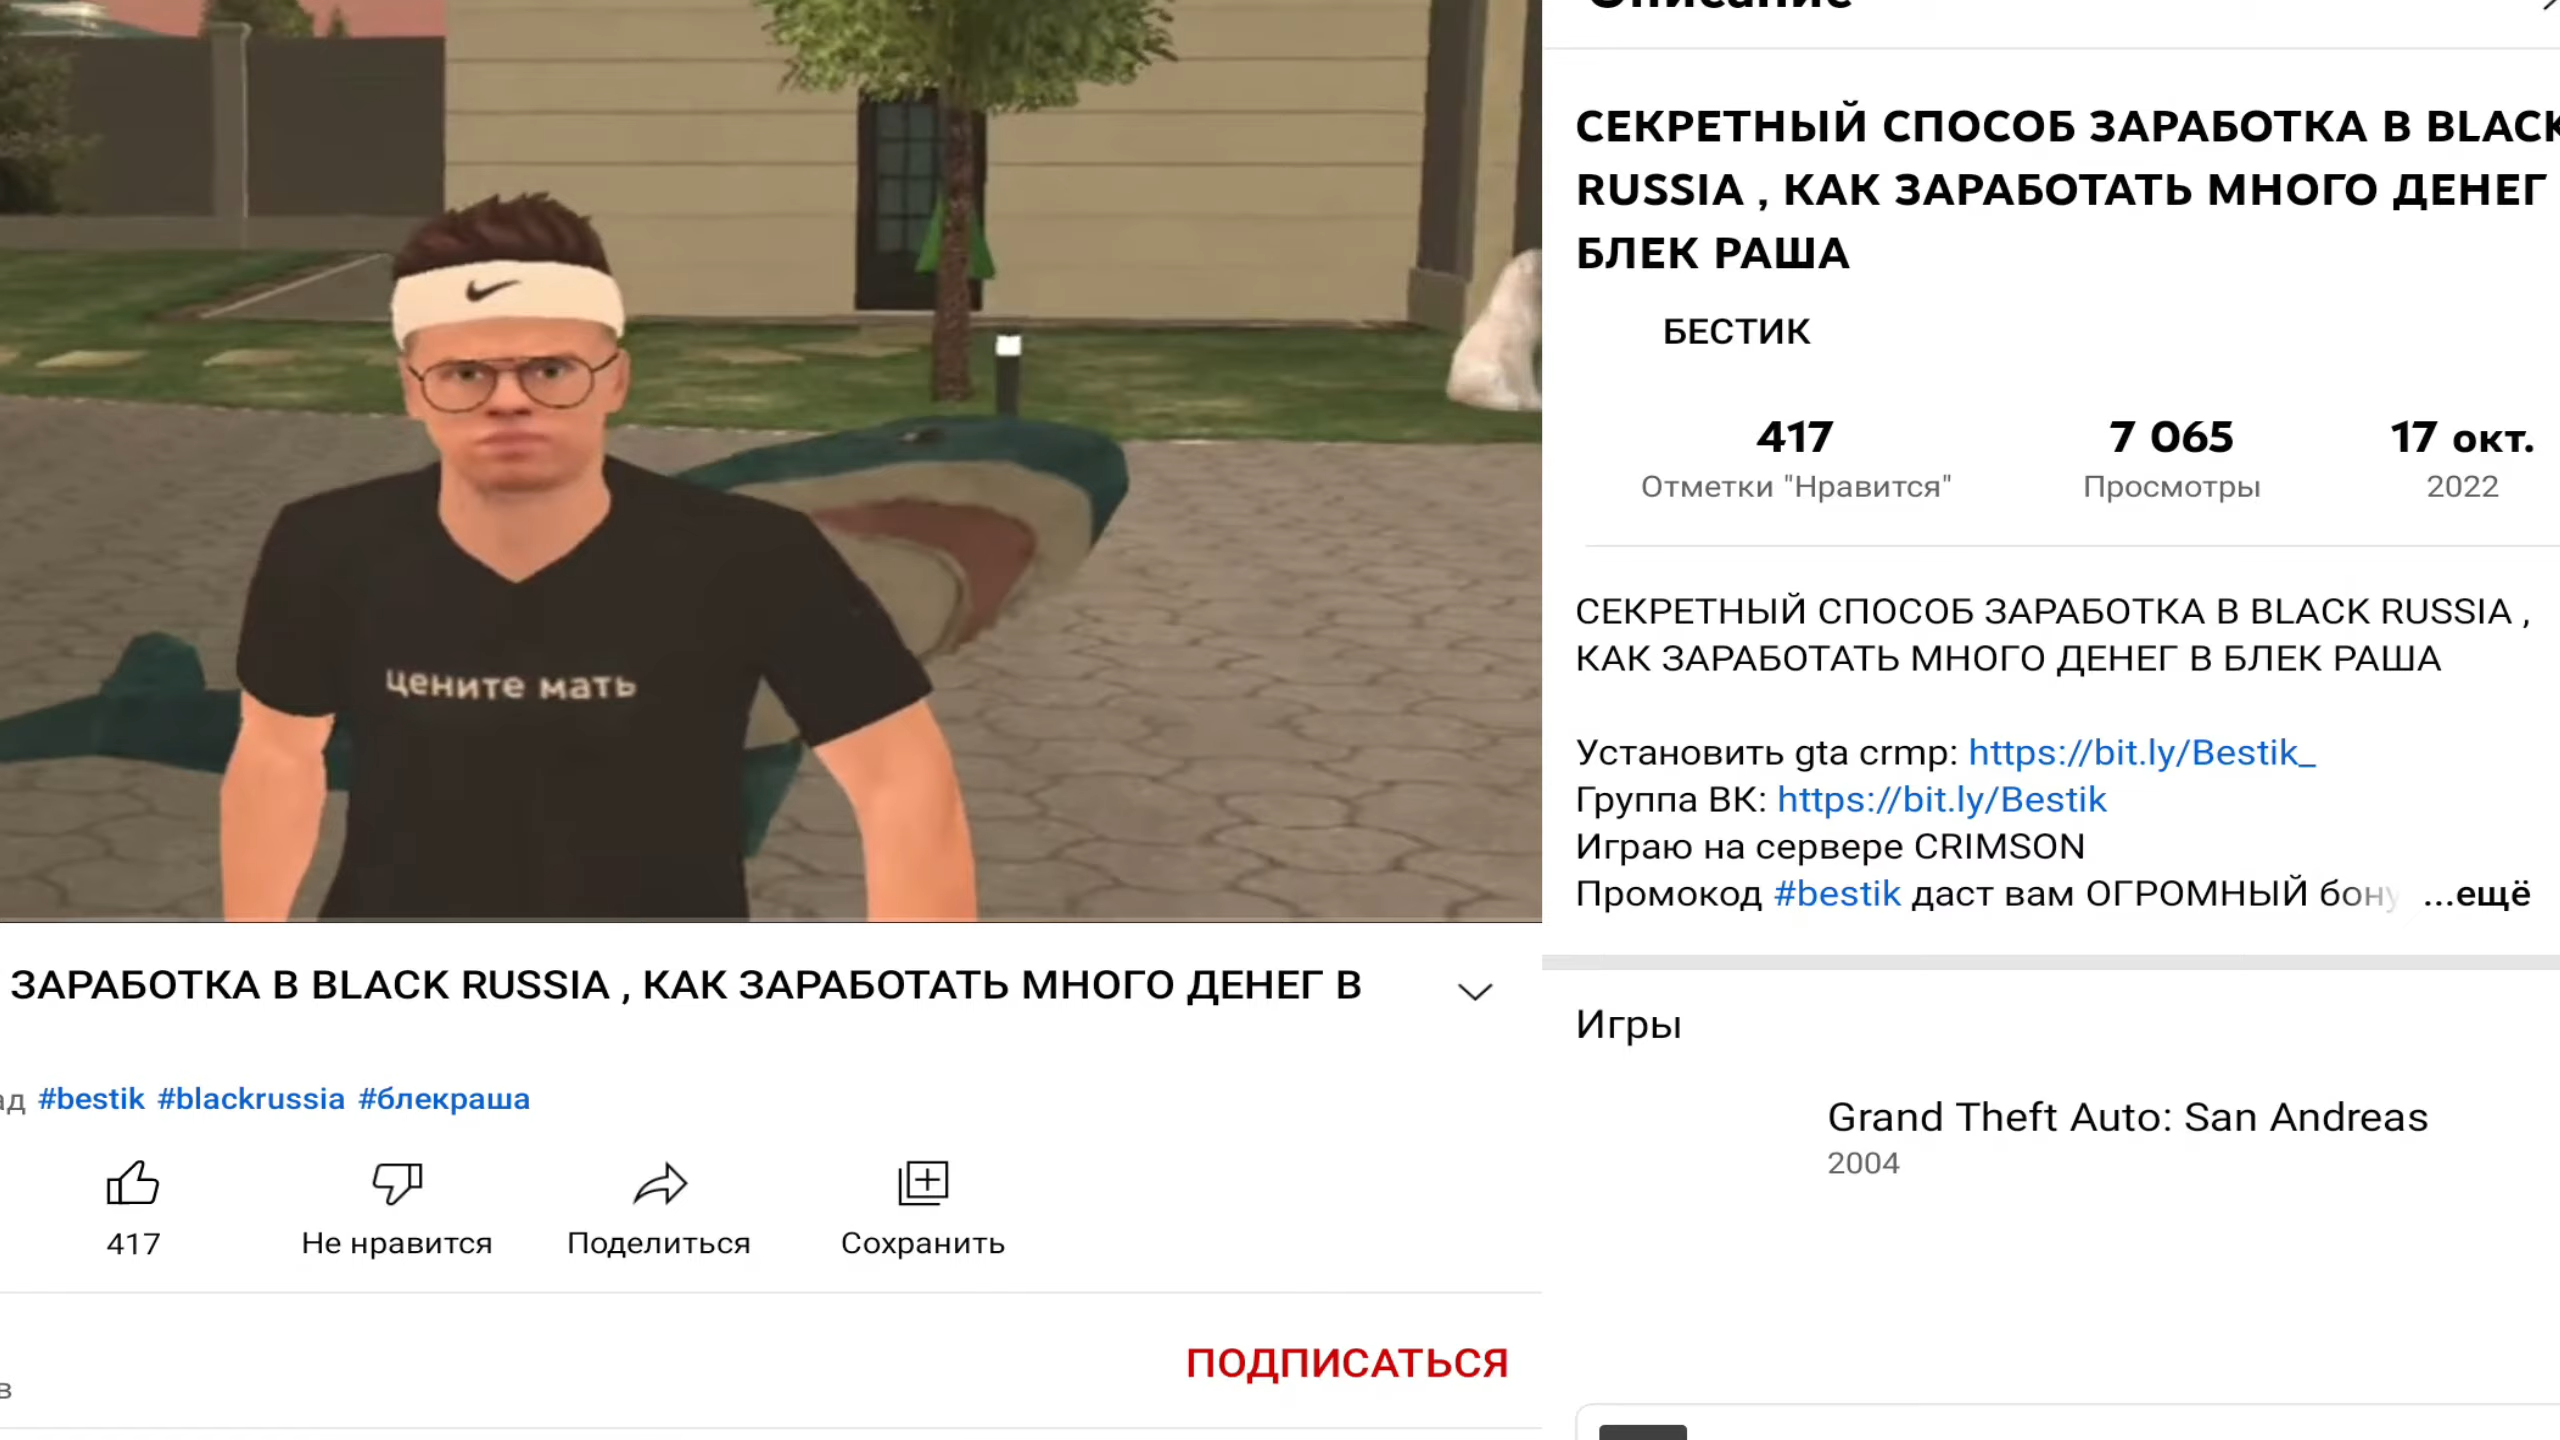 цените мать
ЗАРАБОТКА В BLACK RUSSIA , КАК ЗАРАБОТАТЬ МНОГО ДЕНЕГ В
#bestik #blackrussia #блекраша
417
Не нравится
Поделиться
Сохранить
ПОДПИСАТЬСЯ
Описание
СЕКРЕТНЫЙ СПОСОБ ЗАРАБОТКА В BLACK
RUSSIA , КАК ЗАРАБОТАТЬ МНОГО ДЕНЕГ
БЛЕК РАША
БЕСТИК
417
Отметки "Нравится"
7 065
Просмотры
17 окт.
2022
СЕКРЕТНЫЙ СПОСОБ ЗАРАБОТКА В BLACK RUSSIA ,
КАК ЗАРАБОТАТЬ МНОГО ДЕНЕГ В БЛЕК РАША
Установить gta crmp: https://bit.ly/Bestik_
Группа ВК: https://bit.ly/Bestik
Играю на сервере CRIMSON
Промокод #bestik даст вам ОГРОМНЫЙ бону ...ещё
Игры
Grand Theft Auto: San Andreas
2004